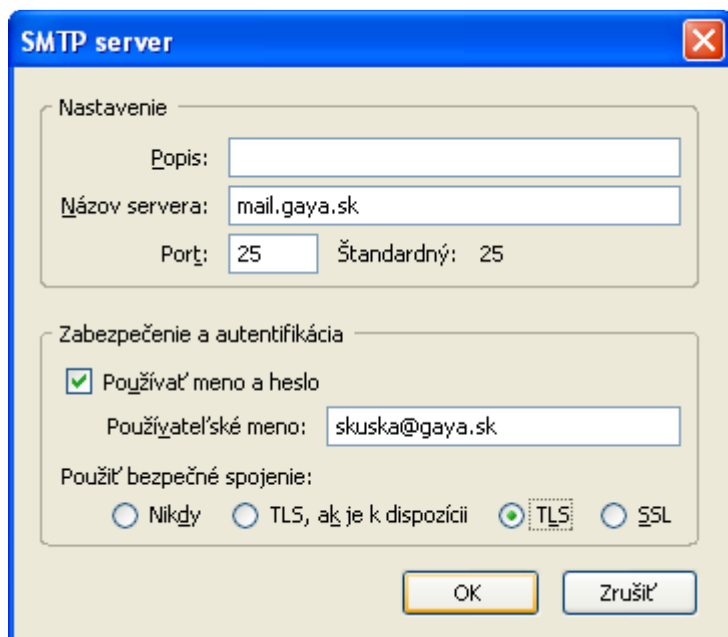 SMTP server
Nastavenie
Popis:
Názov servera: mail.gaya.sk
Port: 25 Štandardný: 25
Zabezpečenie a autentifikácia
Používať meno a heslo
Používateľské meno: skuska@gaya.sk
Použiť bezpečné spojenie:
Nikdy TLS, ak je k dispozícii TLS SSL
OK Zrušiť